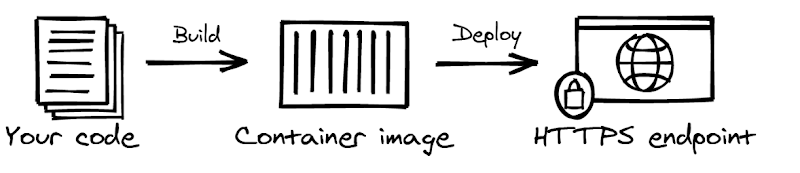 Build
Deploy
Your code
Container image
HTTPS endpoint